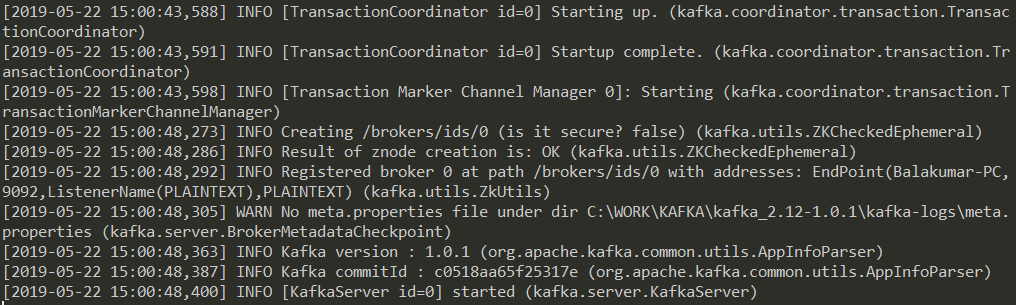 [2019-05-22 15:00:43,588] INFO [TransactionCoordinator id=0] Starting up. (kafka.coordinator.transaction.Transac
tionCoordinator)
[2019-05-22 15:00:43,591] INFO [TransactionCoordinator id=0] Startup complete. (kafka.coordinator.transaction.Tr
ansactionCoordinator)
[2019-05-22 15:00:43,598] INFO [Transaction Marker Channel Manager 0]: Starting (kafka.coordinator.transaction.T
ransactionMarkerChannelManager)
[2019-05-22 15:00:48,273] INFO Creating /brokers/ids/0 (is it secure? false) (kafka.utils.ZKCheckedEphemeral)
[2019-05-22 15:00:48,286] INFO Result of znode creation is: OK (kafka.utils.ZKCheckedEphemeral)
[2019-05-22 15:00:48,292] INFO Registered broker 0 at path /brokers/ids/0 with addresses: EndPoint(Balakumar-PC,
9092,ListenerName(PLAINTEXT),PLAINTEXT) (kafka.utils.ZkUtils)
[2019-05-22 15:00:48,305] WARN No meta.properties file under dir C:\WORK\KAFKA\kafka_2.12-1.0.1\kafka-logs\meta.
properties (kafka.server.BrokerMetadataCheckpoint)
[2019-05-22 15:00:48,363] INFO Kafka version : 1.0.1 (org.apache.kafka.common.utils.AppInfoParser)
[2019-05-22 15:00:48,387] INFO Kafka commitId : c0518aa65f25317e (org.apache.kafka.common.utils.AppInfoParser)
[2019-05-22 15:00:48,400] INFO [KafkaServer id=0] started (kafka.server.KafkaServer)